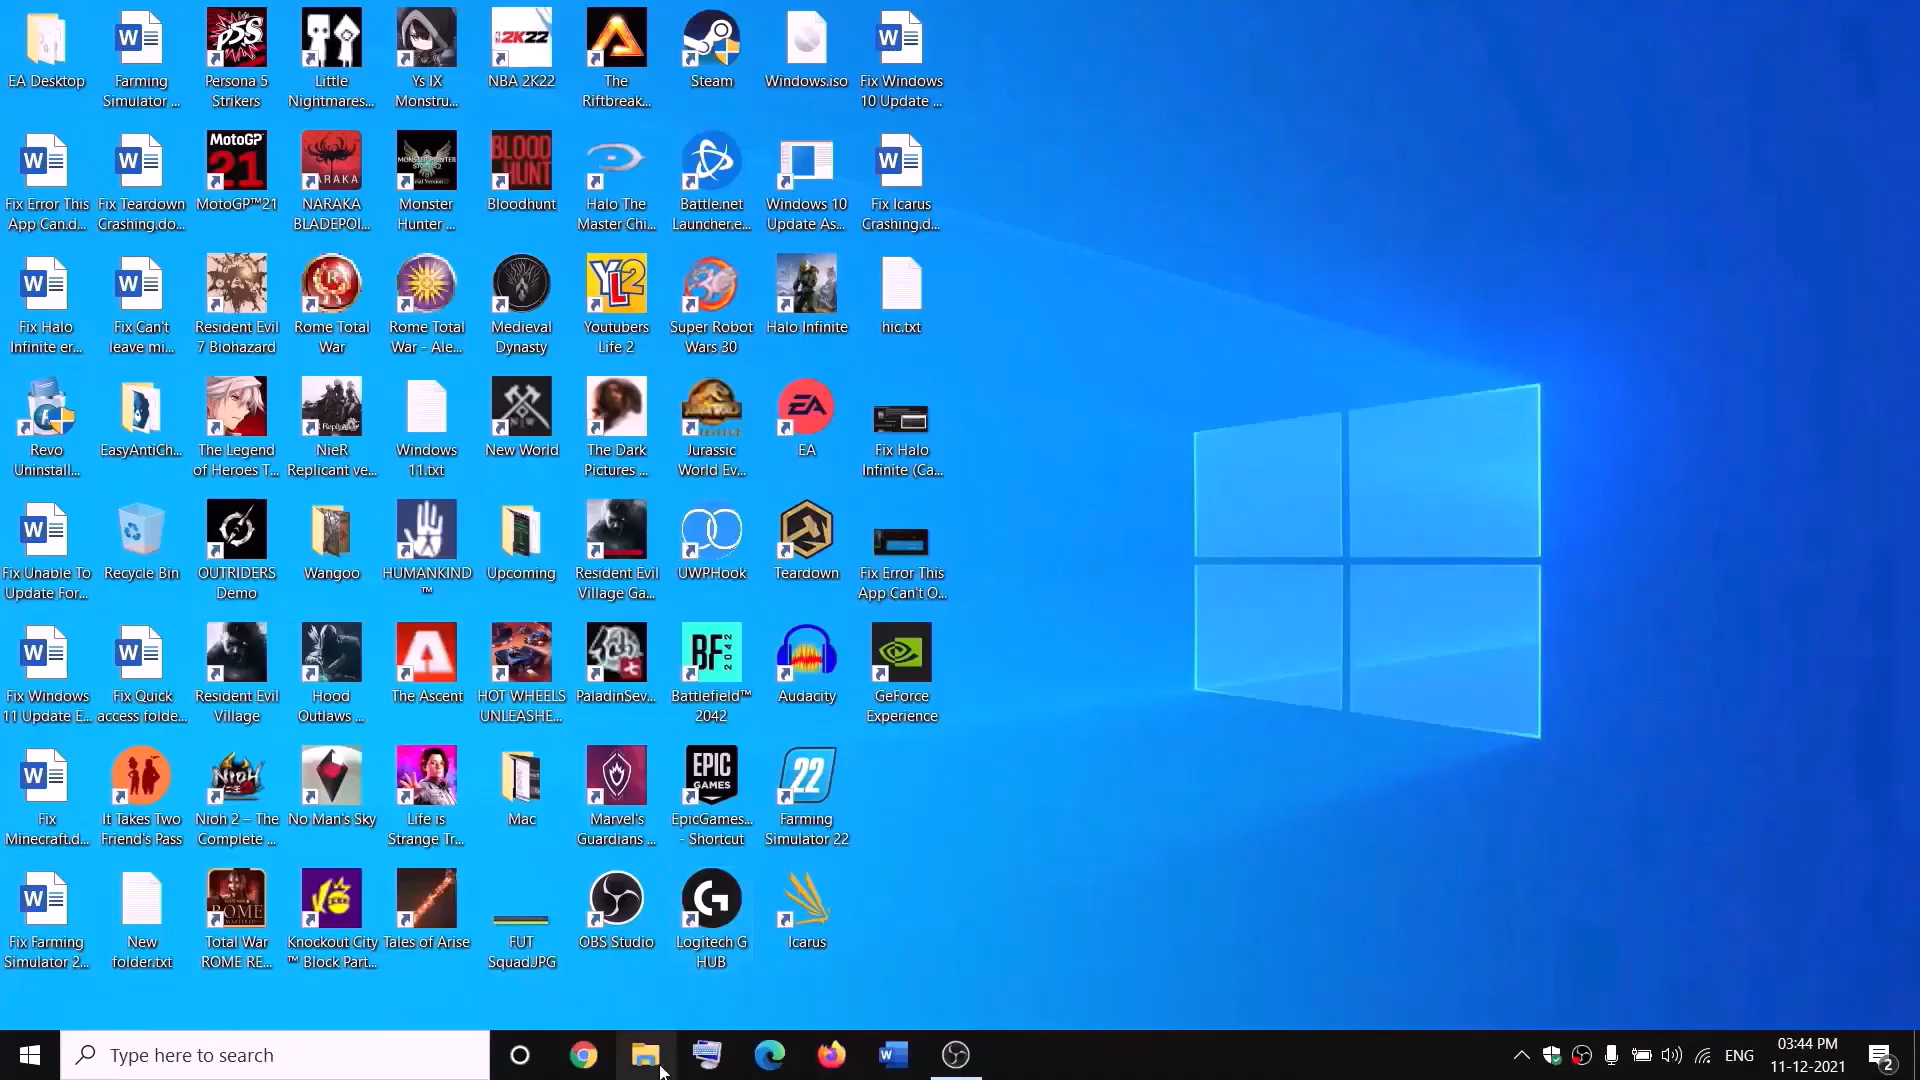 EA Desktop
Farming
Simulator ...
Persona 5
Strikers
Little
Nightmares...
Ys IX
Monstru...
NBA 2K22
The
Riftbreak...
Steam
Windows.iso
Fix Windows
10 Update ...
Fix Error This
App Can.d...
Fix Teardown
Crashing.do...
MotoGP™21
NARAKA
BLADEPOI...
Monster
Hunter ...
Bloodhunt
Halo The
Master Chi...
Battle.net
Launcher.e...
Windows 10
Update As...
Fix Icarus
Crashing.d...
Fix Halo
Infinite er...
Fix Can't
leave mi...
Resident Evil
7 Biohazard
Rome Total
War
Rome Total
War - Ale...
Medieval
Dynasty
Youtubers
Life 2
Super Robot
Wars 30
Halo Infinite
hic.txt
Revo
Uninstall...
EasyAntiCh...
The Legend
of Heroes T...
NieR
Replicant ve...
Windows
11.txt
New World
The Dark
Pictures ...
Jurassic
World Ev...
EA
Fix Halo
Infinite (Ca...
Fix Unable To
Update For...
Recycle Bin
OUTRIDERS
Demo
Wangoo
HUMANKIND
™
Upcoming
Resident Evil
Village Ga...
UWPHook
Teardown
Fix Error This
App Can't O...
Fix Windows
11 Update E...
Fix Quick
access folde...
Resident Evil
Village
Hood
Outlaws ...
The Ascent
HOT WHEELS
UNLEASHE...
PaladinSev...
Battlefield™
2042
Audacity
GeForce
Experience
Fix
Minecraft.d...
It Takes Two
Friend's Pass
Nioh 2 – The
Complete ...
No Man's Sky
Life is
Strange Tr...
Mac
Marvel's
Guardians ...
EpicGames...
- Shortcut
Farming
Simulator 22
Fix Farming
Simulator 2...
New
folder.txt
Total War
ROME RE...
Knockout City
™ Block Part...
Tales of Arise
FUT
Squad.JPG
OBS Studio
Logitech G
HUB
Icarus
Type here to search
ENG
03:44 PM
11-12-2021
2